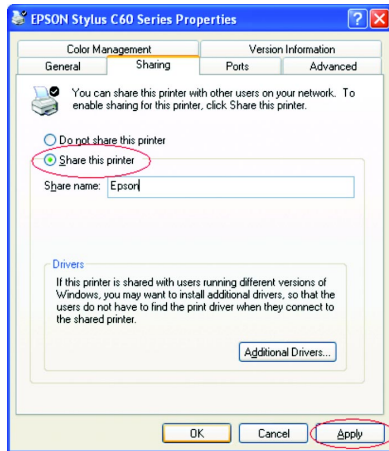 EPSON Stylus C60 Series Properties
Color Management Version Information
General Sharing Ports Advanced
You can share this printer with other users on your network. To
enable sharing for this printer, click Share this printer.
Do not share this printer
Share this printer
Share name: Epson
Drivers
If this printer is shared with users running different versions of
Windows, you may want to install additional drivers, so that the
users do not have to find the print driver when they connect to
the shared printer.
Additional Drivers...
OK Cancel Apply